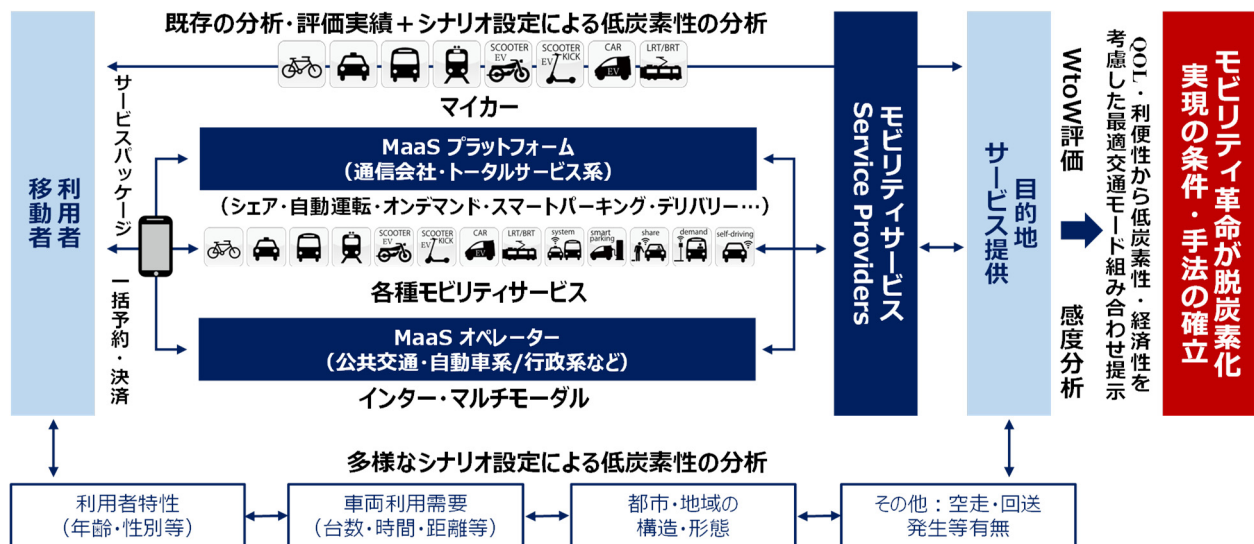 既存の分析・評価実績＋シナリオ設定による低炭素性の分析
SCOOTER
EV
SCOOTER
KICK
EV
CAR
EV
LRT/BRT
マイカー
利用者
移動者
サービスパッケージ
一括予約・決済
MaaS プラットフォーム
（通信会社・トータルサービス系）
（シェア・自動運転・オンデマンド・スマートパーキング・デリバリー…）
SCOOTER
EV
SCOOTER
KICK
EV
CAR
EV
LRT/BRT
system
smart
parking
share
demand
self-driving
各種モビリティサービス
MaaS オペレーター
（公共交通・自動車系/行政系など）
インター・マルチモーダル
モビリティサービス
Service Providers
目的地
サービス提供
WtoW評価
感度分析
QOL・利便性から低炭素性・経済性を
考慮した最適交通モード組み合わせ提示
モビリティ革命が脱炭素化
実現の条件・手法の確立
多様なシナリオ設定による低炭素性の分析
利用者特性
（年齢・性別等）
車両利用需要
（台数・時間・距離等）
都市・地域の
構造・形態
その他：空走・回送
発生等有無